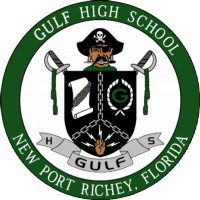 GULF HIGH SCHOOL
G
H S
GULF
NEW PORT RICHEY, FLORIDA